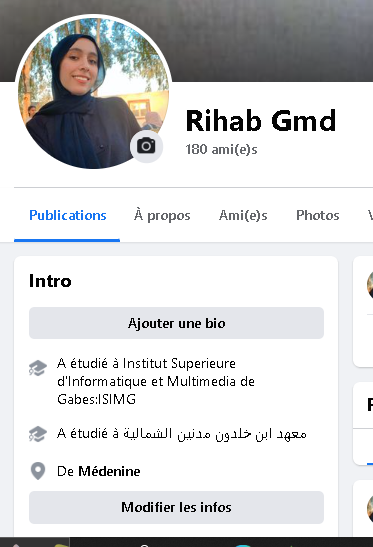 Rihab Gmd
180 ami(e)s
Publications À propos Ami(e)s Photos
Intro
Ajouter une bio
A étudié à Institut Superieure
d'Informatique et Multimedia de
Gabes:ISIMG
A étudié à معهد ابن خلدون مدنين الشمالية
De Médenine
Modifier les infos